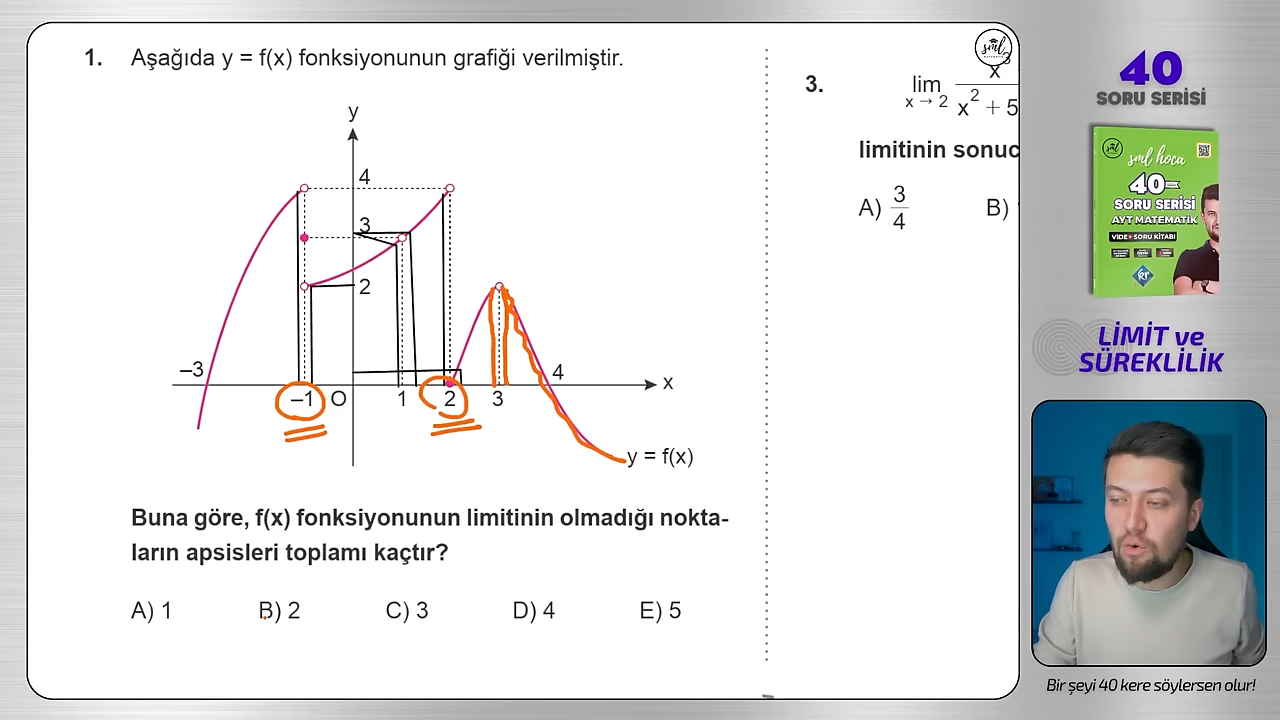 1. Aşağıda y = f(x) fonksiyonunun grafiği verilmiştir.
y
4
3
2
–3
–1
O
1
2
3
4
x
y = f(x)
Buna göre, f(x) fonksiyonunun limitinin olmadığı nokta-
ların apsisleri toplamı kaçtır?
A) 1 B) 2 C) 3 D) 4 E) 5
3. lim x → 2 x³ / x² + 5
limitinin sonuc
A) 3/4 B)
sml
40
SORU SERİSİ
sml hoca
40
SORU SERİSİ
AYT MATEMATİK
VİDEO SORU KİTABI
LİMİT ve
SÜREKLİLİK
Bir şeyi 40 kere söylersen olur!